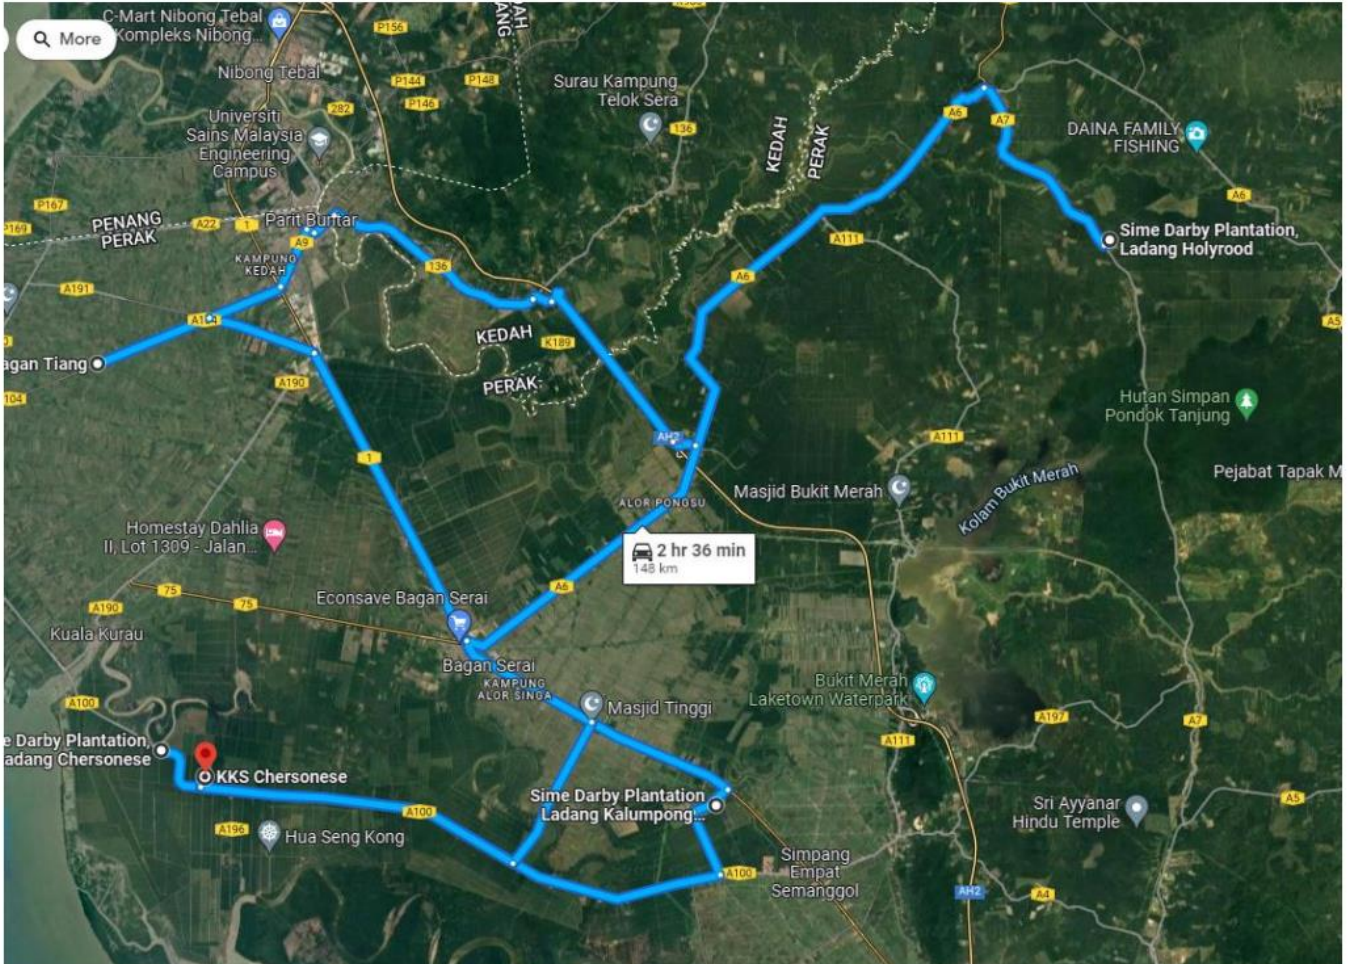 C-Mart Nibong Tebal
Kompleks Nibong...
More
P156
KEDAH
Nibong Tebal
P144
P148
P146
282
Surau Kampung
Telok Sera
136
Universiti
Sains Malaysia
Engineering
Campus
KEDAH
PERAK
A6
A7
DAINA FAMILY
FISHING
A6
P167
P169
PENANG
PERAK
A22
1
Parit Buntar
A9
KAMPUNG
KEDAH
136
A111
Sime Darby Plantation,
Ladang Holyrood
A191
A6
A5
KEDAH
K189
PERAK
agan Tiang
A190
104
Hutan Simpan
Pondok Tanjung
AH2
A111
1
Masjid Bukit Merah
Kolam Bukit Merah
Pejabat Tapak M
ALOR PONGSU
Homestay Dahlia
II, Lot 1309 - Jalan...
2 hr 36 min
148 km
75
75
A6
Econsave Bagan Serai
A190
Kuala Kurau
Bagan Serai
KAMPUNG
ALOR SINGA
Bukit Merah
Laketown Waterpark
A100
Masjid Tinggi
A197
A7
A111
e Darby Plantation,
adang Chersonese
KKS Chersonese
Sime Darby Plantation
Ladang Kalumpong...
A5
A100
Sri Ayyanar
Hindu Temple
A196
Hua Seng Kong
Simpang
Empat
Semanggol
A100
AH2
A4